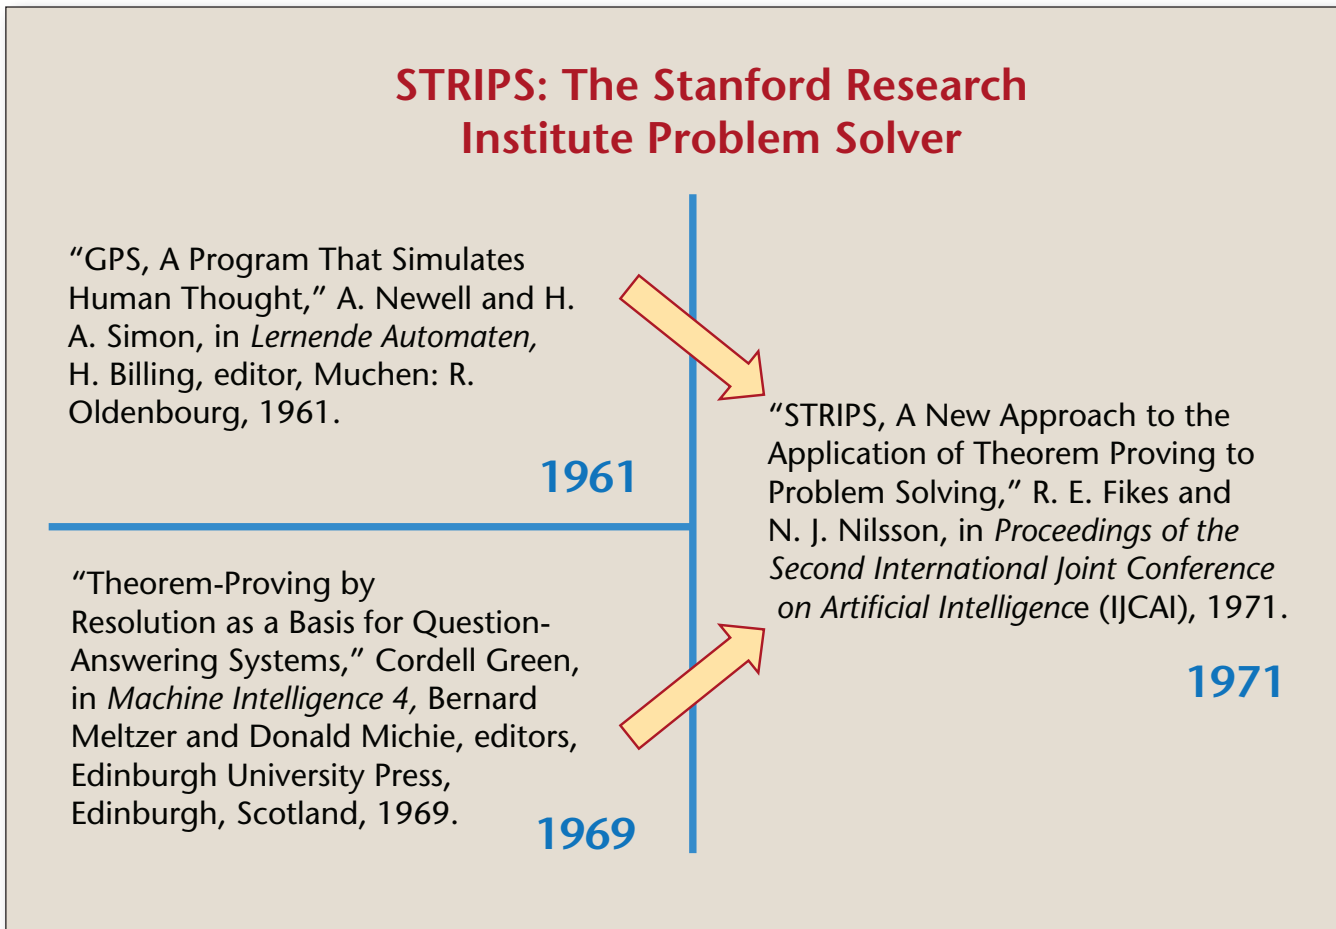 STRIPS: The Stanford Research
Institute Problem Solver
“GPS, A Program That Simulates
Human Thought,” A. Newell and H.
A. Simon, in Lernende Automaten,
H. Billing, editor, Muchen: R.
Oldenbourg, 1961.
1961
“Theorem-Proving by
Resolution as a Basis for Question-
Answering Systems,” Cordell Green,
in Machine Intelligence 4, Bernard
Meltzer and Donald Michie, editors,
Edinburgh University Press,
Edinburgh, Scotland, 1969.
1969
“STRIPS, A New Approach to the
Application of Theorem Proving to
Problem Solving,” R. E. Fikes and
N. J. Nilsson, in Proceedings of the
Second International Joint Conference
on Artificial Intelligence (IJCAI), 1971.
1971